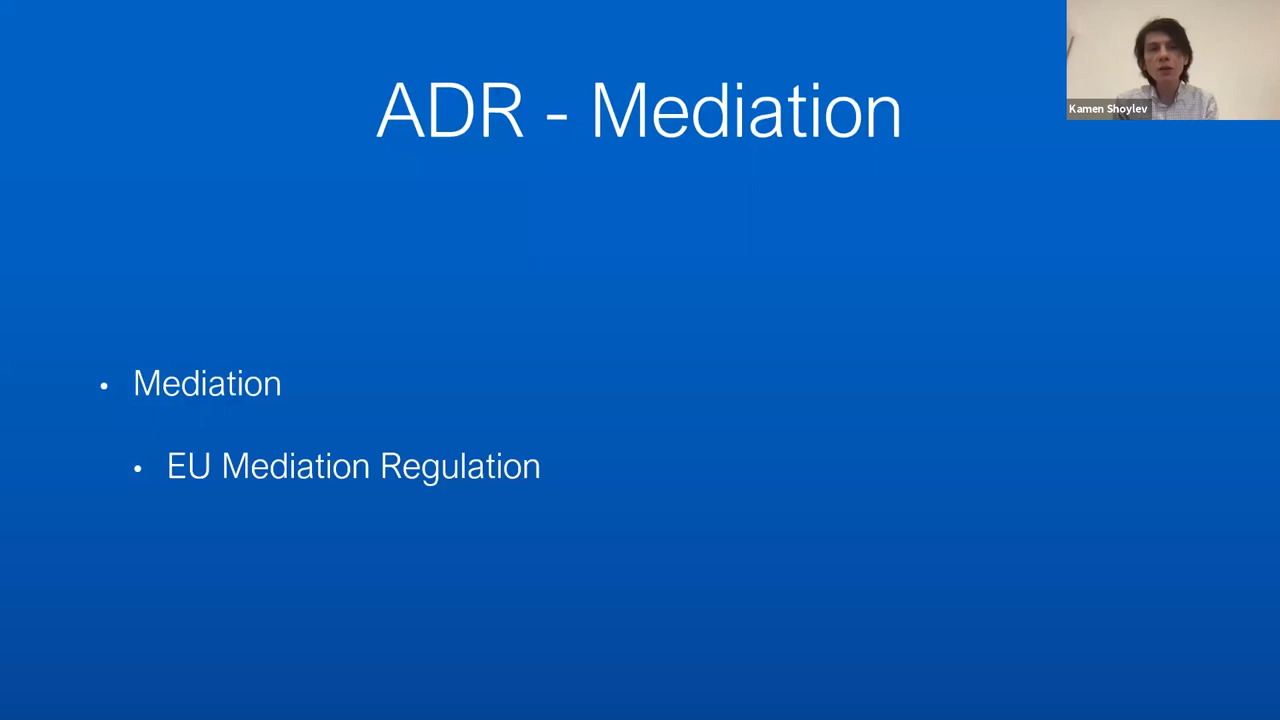 ADR - Mediation
Kamen Shoylev
• Mediation
• EU Mediation Regulation